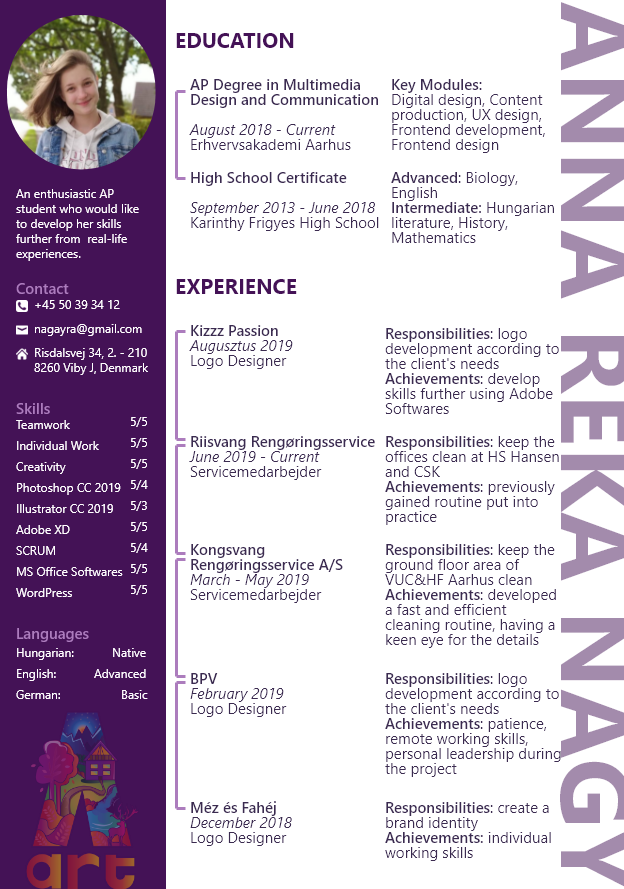 An enthusiastic AP
student who would like
to develop her skills
further from  real-life
experiences.
Contact
+45 50 39 34 12
nagayra@gmail.com
Risdalsvej 34, 2. - 210
8260 Viby J, Denmark
Skills
Teamwork 5/5
Individual Work 5/5
Creativity 5/5
Photoshop CC 2019 5/4
Illustrator CC 2019 5/3
Adobe XD 5/5
SCRUM 5/4
MS Office Softwares 5/5
WordPress 5/5
Languages
Hungarian: Native
English: Advanced
German: Basic
A
art
EDUCATION
AP Degree in Multimedia
Design and Communication
August 2018 - Current
Erhvervsakademi Aarhus
Key Modules:
Digital design, Content
production, UX design,
Frontend development,
Frontend design
High School Certificate
September 2013 - June 2018
Karinthy Frigyes High School
Advanced: Biology,
English
Intermediate: Hungarian
literature, History,
Mathematics
EXPERIENCE
Kizzz Passion
Augusztus 2019
Logo Designer
Responsibilities: logo
development according to
the client's needs
Achievements: develop
skills further using Adobe
Softwares
Riisvang Rengøringsservice
June 2019 - Current
Servicemedarbejder
Responsibilities: keep the
offices clean at HS Hansen
and CSK
Achievements: previously
gained routine put into
practice
Kongsvang
Rengøringsservice A/S
March - May 2019
Servicemedarbejder
Responsibilities: keep the
ground floor area of
VUC&HF Aarhus clean
Achievements: developed
a fast and efficient
cleaning routine, having a
keen eye for the details
BPV
February 2019
Logo Designer
Responsibilities: logo
development according to
the client's needs
Achievements: patience,
remote working skills,
personal leadership during
the project
Méz és Fahéj
December 2018
Logo Designer
Responsibilities: create a
brand identity
Achievements: individual
working skills
ANNA REKA NAGY